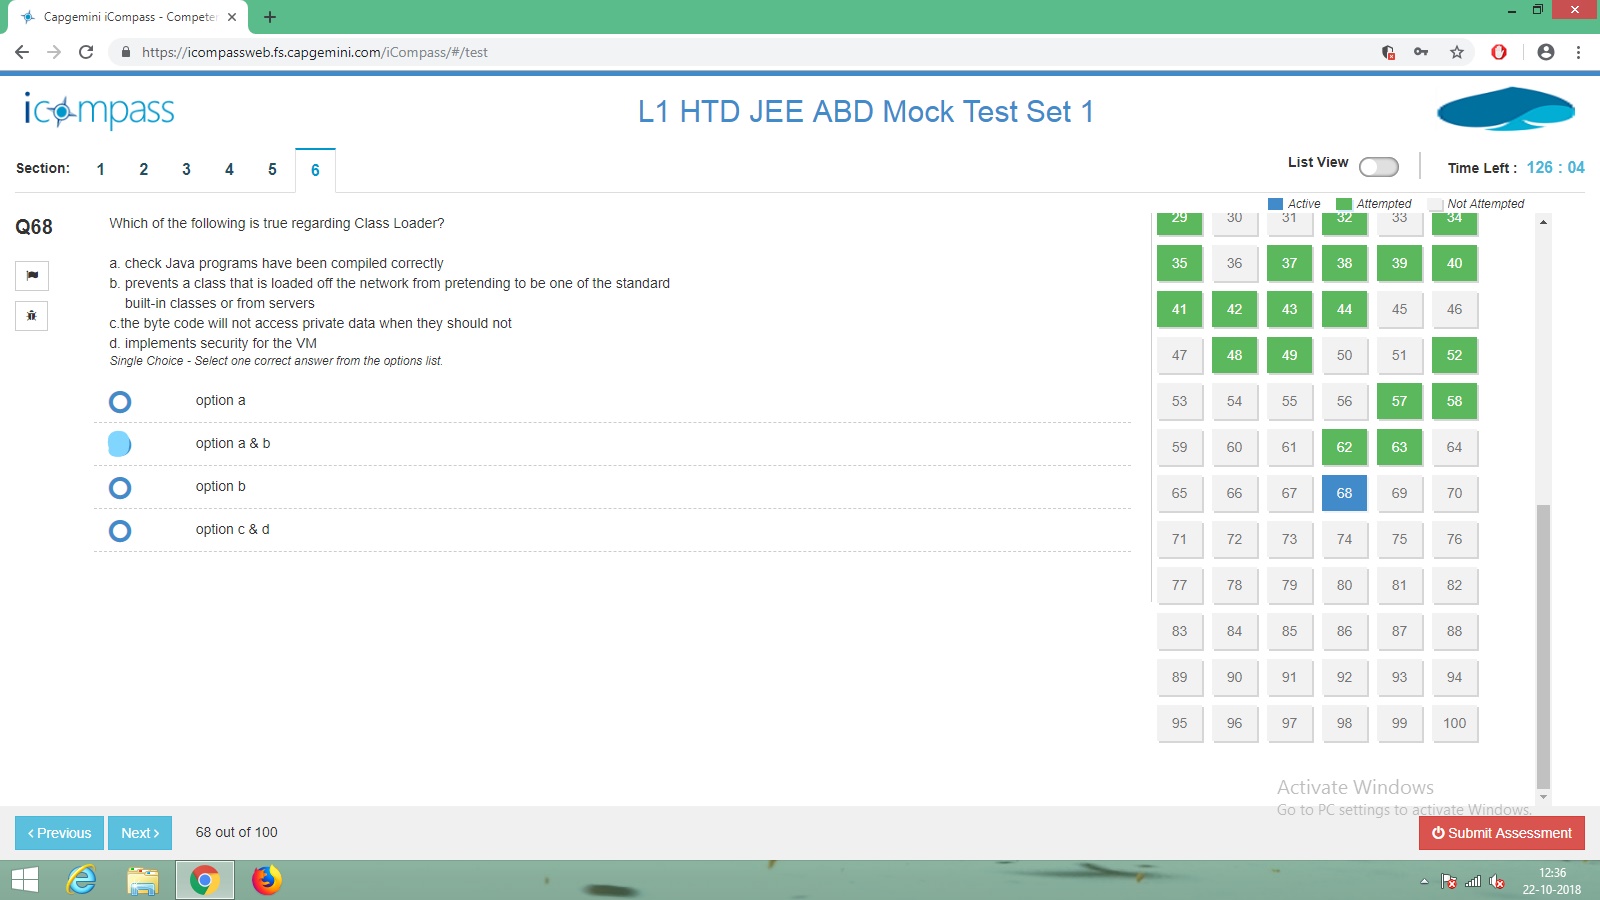 Capgemini iCompass - Competen
https://icompassweb.fs.capgemini.com/iCompass/#/test
icompass
L1 HTD JEE ABD Mock Test Set 1
Section: 1 2 3 4 5 6
List View
Time Left : 126 : 04
Active Attempted Not Attempted
Q68
Which of the following is true regarding Class Loader?
a. check Java programs have been compiled correctly
b. prevents a class that is loaded off the network from pretending to be one of the standard
built-in classes or from servers
c.the byte code will not access private data when they should not
d. implements security for the VM
Single Choice - Select one correct answer from the options list.
option a
option a & b
option b
option c & d
29 30 31 32 33 34
35 36 37 38 39 40
41 42 43 44 45 46
47 48 49 50 51 52
53 54 55 56 57 58
59 60 61 62 63 64
65 66 67 68 69 70
71 72 73 74 75 76
77 78 79 80 81 82
83 84 85 86 87 88
89 90 91 92 93 94
95 96 97 98 99 100
Activate Windows
Go to PC settings to activate Windows.
Previous
Next
68 out of 100
Submit Assessment
12:36
22-10-2018